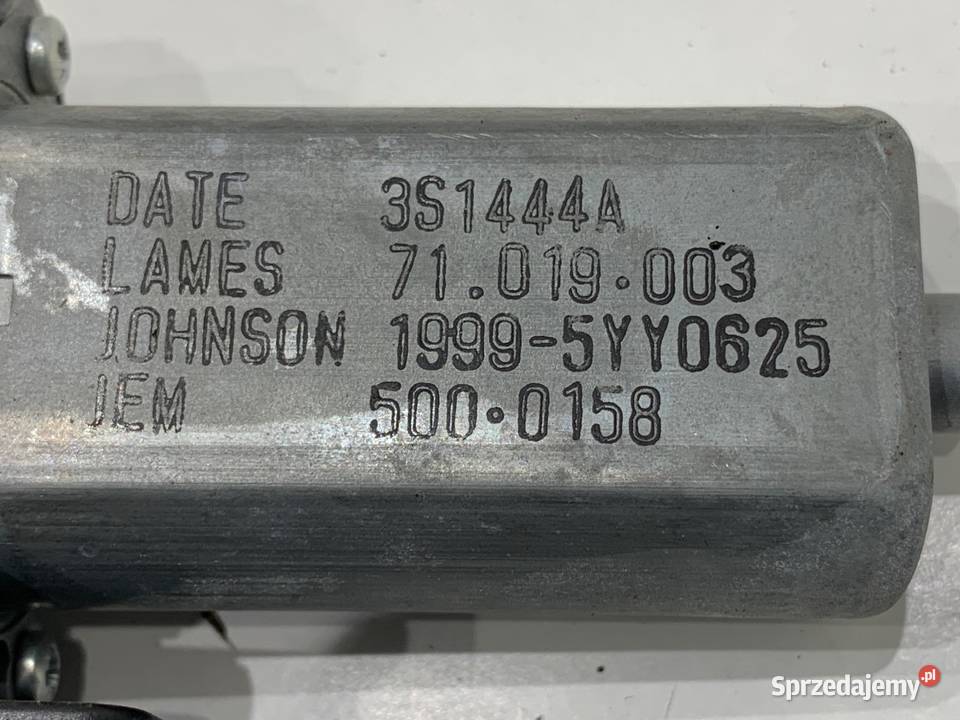 DATE 3S1444A
LAMES 71.019.003
JOHNSON 1999-5YY0625
IEM 500.0158
Sprzedajemy.pl